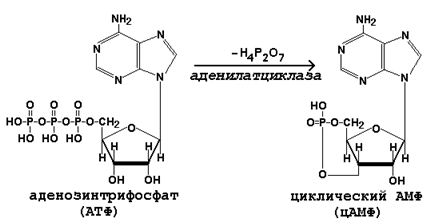 NH₂
NH₂
N
N
N
N
N
N
N
N
–H₄P₂O₇
аденилатциклаза
O
O
O
HO–P–O–P–O–P–O–CH₂
HO
HO
HO
O
H
H
H
H
OH
OH
HO
O=P
O–CH₂
O
O
H
H
H
H
OH
аденозинтрифосфат
(АТФ)
циклический АМФ
(цАМФ)